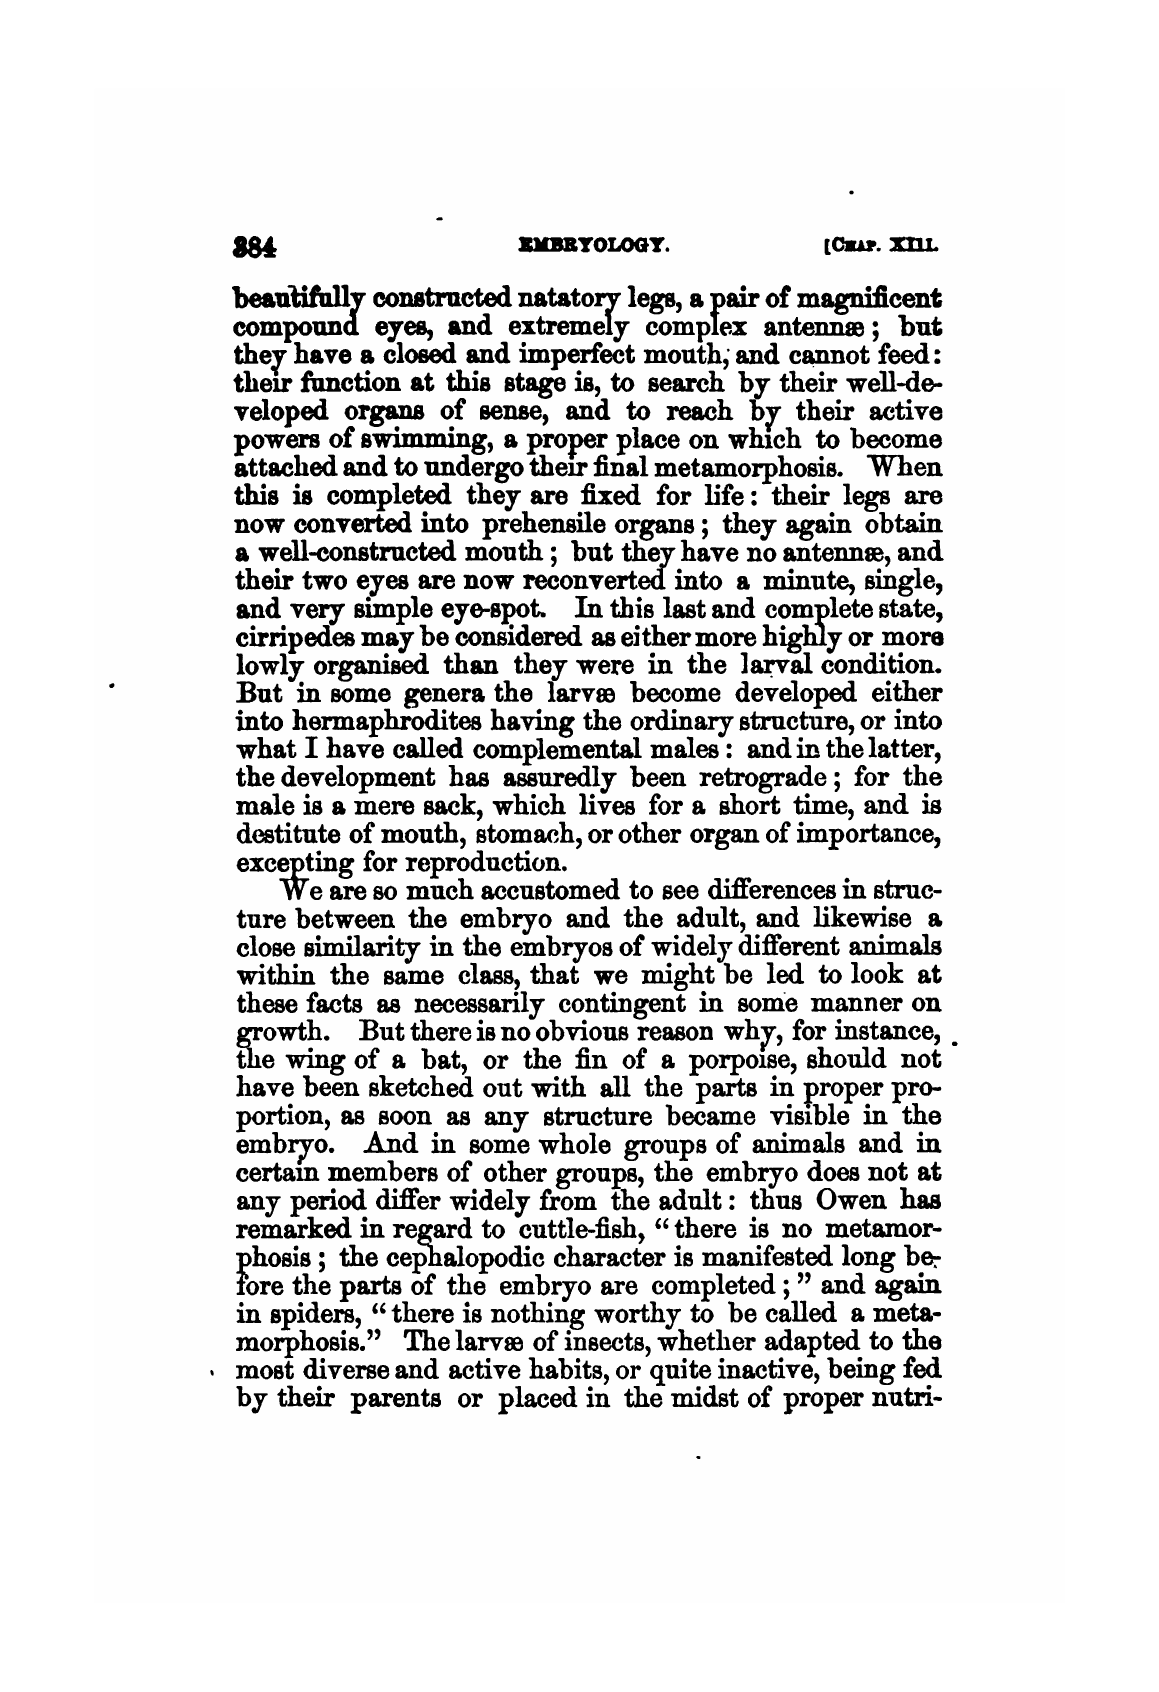 384 EMBRYOLOGY. [CHAP. XIII.
beautifully constructed natatory legs, a pair of magnificent
compound eyes, and extremely complex antennæ ; but
they have a closed and imperfect mouth, and cannot feed:
their function at this stage is, to search by their well-de-
veloped organs of sense, and to reach by their active
powers of swimming, a proper place on which to become
attached and to undergo their final metamorphosis. When
this is completed they are fixed for life : their legs are
now converted into prehensile organs ; they again obtain
a well-constructed mouth ; but they have no antennæ, and
their two eyes are now reconverted into a minute, single,
and very simple eye-spot. In this last and complete state,
cirripedes may be considered as either more highly or more
lowly organised than they were in the larval condition.
But in some genera the larvæ become developed either
into hermaphrodites having the ordinary structure, or into
what I have called complemental males : and in the latter,
the development has assuredly been retrograde ; for the
male is a mere sack, which lives for a short time, and is
destitute of mouth, stomach, or other organ of importance,
excepting for reproduction.
We are so much accustomed to see differences in struc-
ture between the embryo and the adult, and likewise a
close similarity in the embryos of widely different animals
within the same class, that we might be led to look at
these facts as necessarily contingent in some manner on
growth. But there is no obvious reason why, for instance,
the wing of a bat, or the fin of a porpoise, should not
have been sketched out with all the parts in proper pro-
portion, as soon as any structure became visible in the
embryo. And in some whole groups of animals and in
certain members of other groups, the embryo does not at
any period differ widely from the adult : thus Owen has
remarked in regard to cuttle-fish, “ there is no metamor-
phosis ; the cephalopodic character is manifested long be-
fore the parts of the embryo are completed ; ” and again
in spiders, “ there is nothing worthy to be called a meta-
morphosis.” The larvæ of insects, whether adapted to the
most diverse and active habits, or quite inactive, being fed
by their parents or placed in the midst of proper nutri-